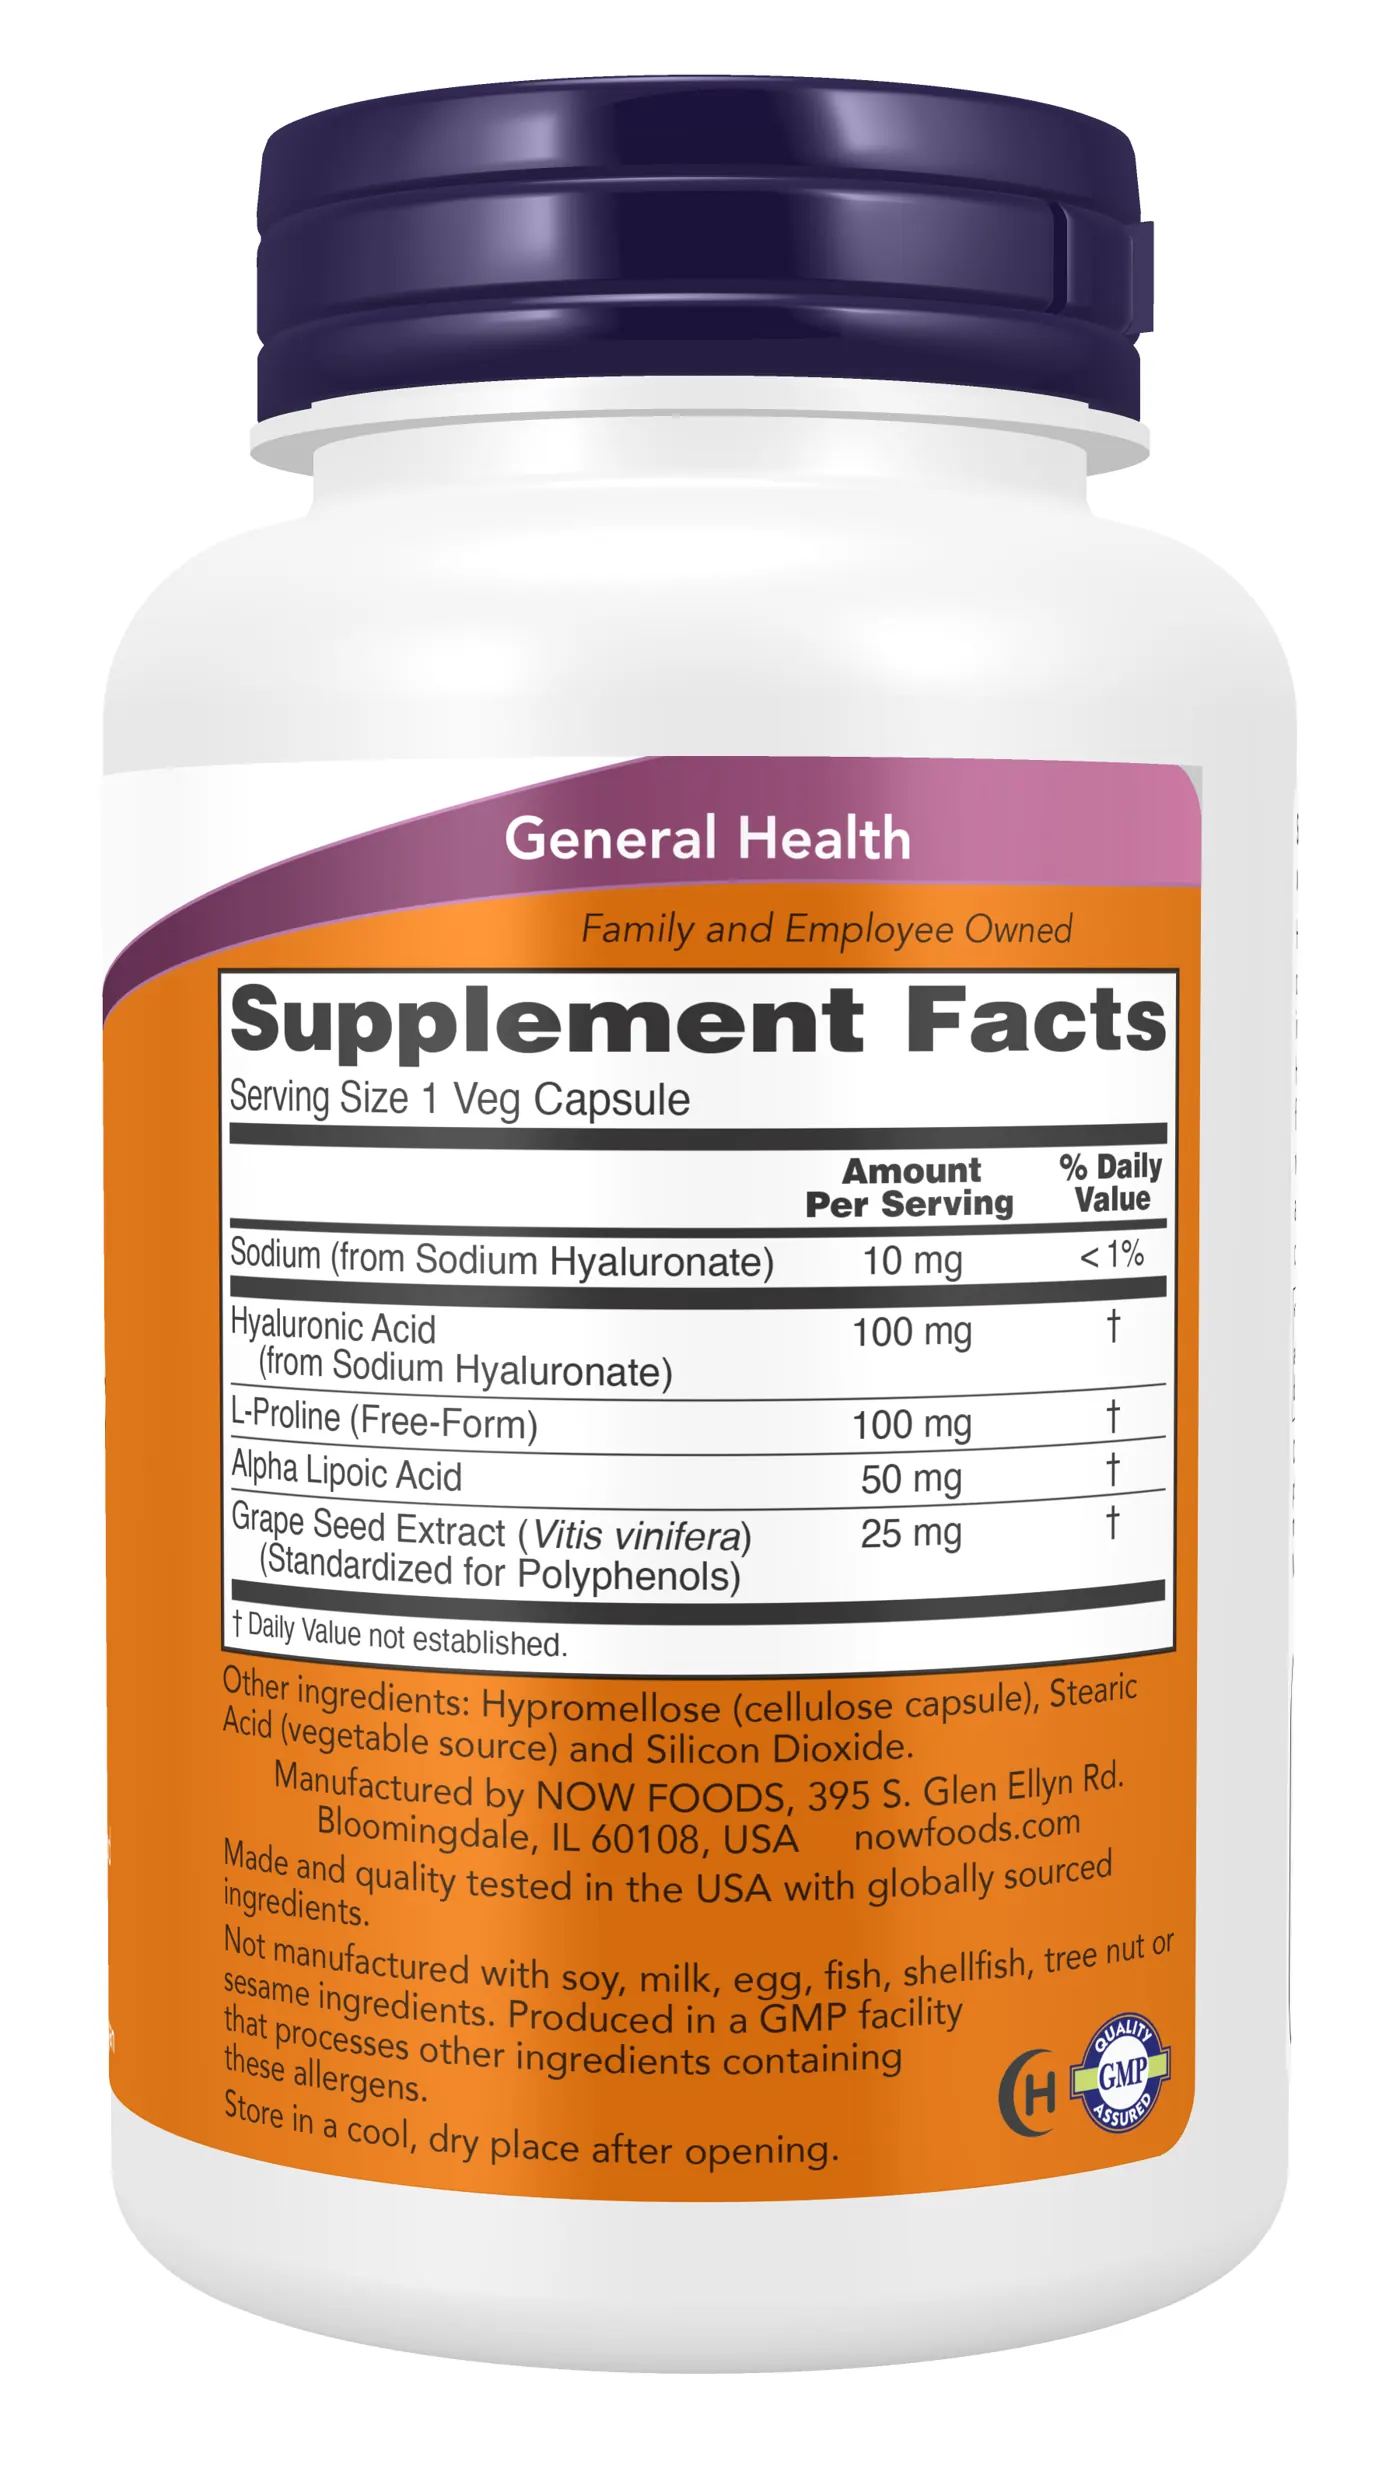 General Health
Family and Employee Owned
Supplement Facts
Serving Size 1 Veg Capsule
Amount Per Serving
% Daily Value
Sodium (from Sodium Hyaluronate) 10 mg < 1%
Hyaluronic Acid 100 mg †
(from Sodium Hyaluronate)
L-Proline (Free-Form) 100 mg †
Alpha Lipoic Acid 50 mg †
Grape Seed Extract (Vitis vinifera) 25 mg †
(Standardized for Polyphenols)
† Daily Value not established.
Other ingredients: Hypromellose (cellulose capsule), Stearic
Acid (vegetable source) and Silicon Dioxide.
Manufactured by NOW FOODS, 395 S. Glen Ellyn Rd.
Bloomingdale, IL 60108, USA nowfoods.com
Made and quality tested in the USA with globally sourced
ingredients.
Not manufactured with soy, milk, egg, fish, shellfish, tree nut or
sesame ingredients. Produced in a GMP facility
that processes other ingredients containing
these allergens.
Store in a cool, dry place after opening.
H
QUALITY
GMP
ASSURED